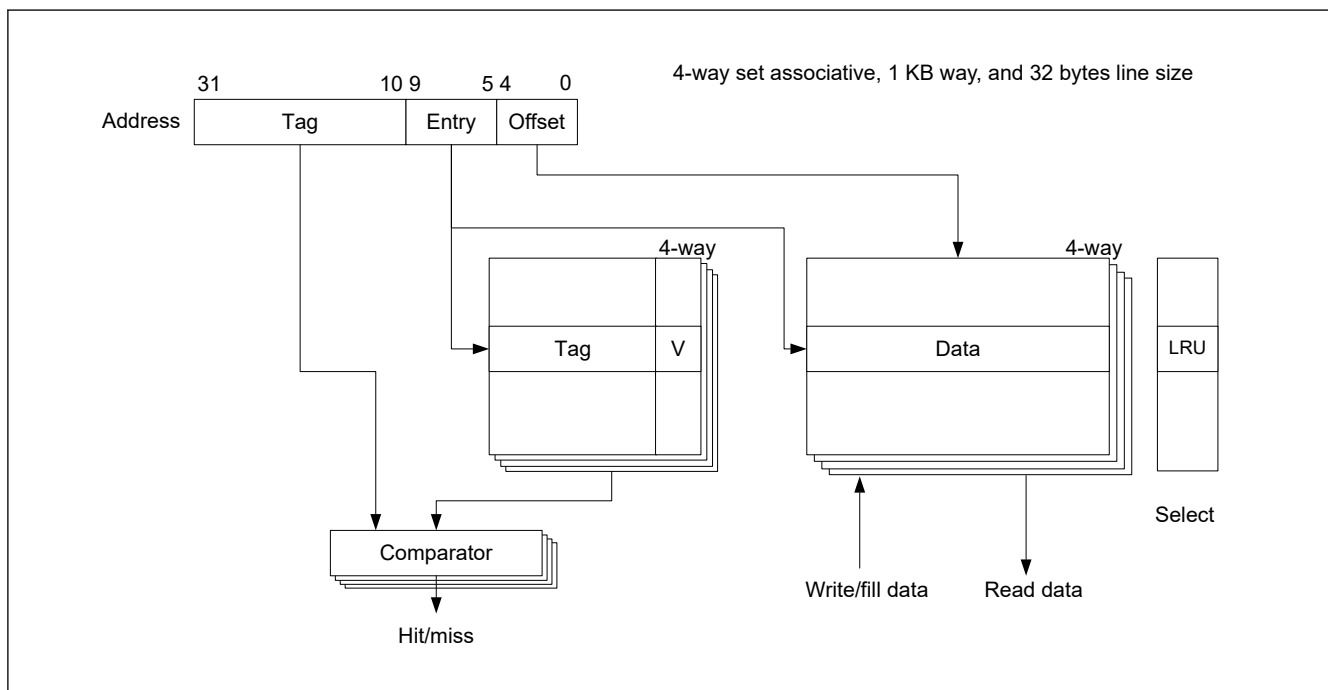 4-way set associative, 1 KB way, and 32 bytes line size
31 10 9 5 4 0
Address Tag Entry Offset
4-way 4-way
Tag V Data LRU
Select
Comparator
Write/fill data Read data
Hit/miss